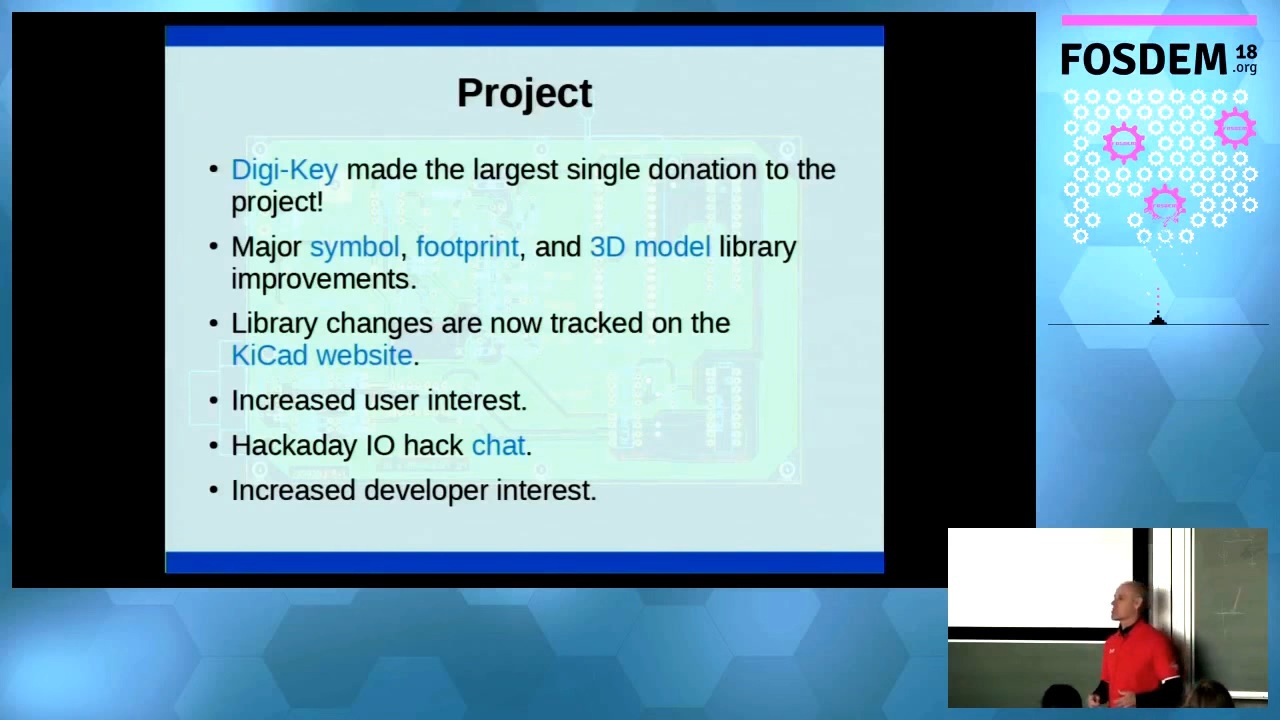 Project
• Digi-Key made the largest single donation to the
project!
• Major symbol, footprint, and 3D model library
improvements.
• Library changes are now tracked on the
KiCad website.
• Increased user interest.
• Hackaday IO hack chat.
• Increased developer interest.
FOSDEM 18
.org